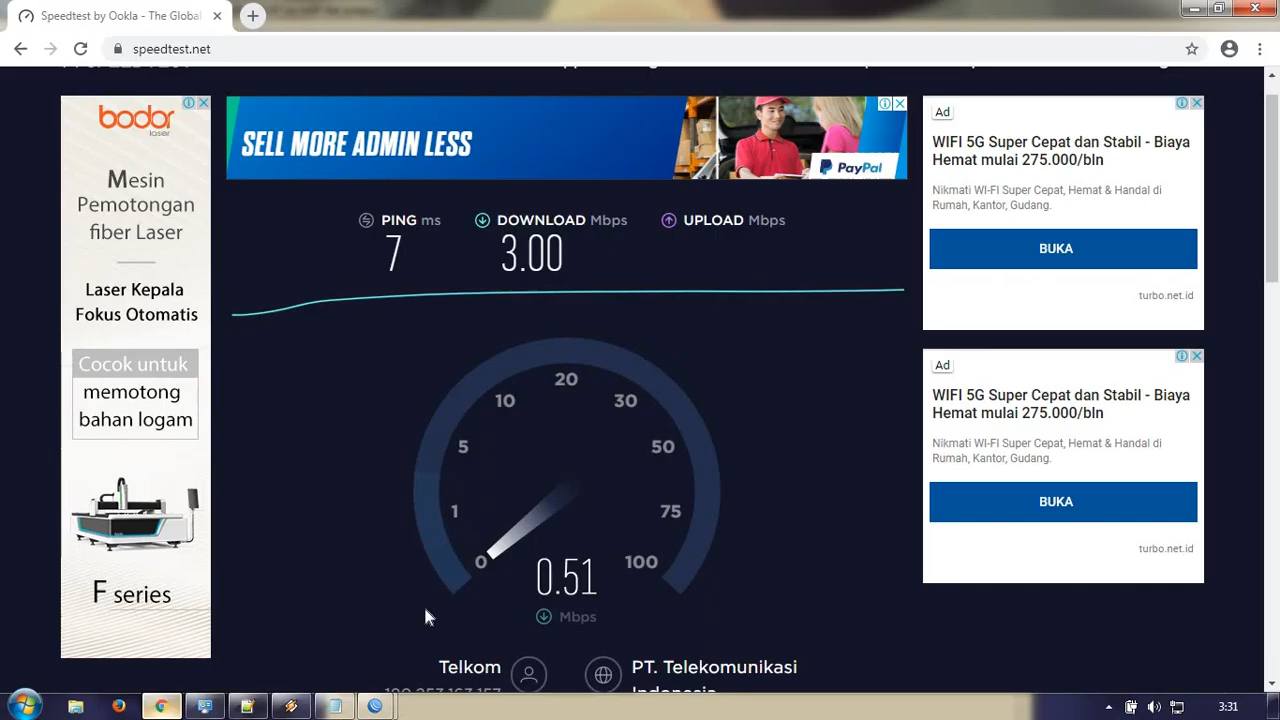 Speedtest by Ookla - The Global
speedtest.net
bodor
laser
Mesin
Pemotongan
fiber Laser
Laser Kepala
Fokus Otomatis
Cocok untuk
memotong
bahan logam
F series
SELL MORE ADMIN LESS
PayPal
PING ms
7
DOWNLOAD Mbps
3.00
UPLOAD Mbps
0
1
5
10
20
30
50
75
100
0.51
Mbps
Telkom
PT. Telekomunikasi
Indonesia
Ad
WIFI 5G Super Cepat dan Stabil - Biaya
Hemat mulai 275.000/bln
Nikmati WI-FI Super Cepat, Hemat & Handal di
Rumah, Kantor, Gudang.
BUKA
turbo.net.id
Ad
WIFI 5G Super Cepat dan Stabil - Biaya
Hemat mulai 275.000/bln
Nikmati WI-FI Super Cepat, Hemat & Handal di
Rumah, Kantor, Gudang.
BUKA
turbo.net.id
3:31